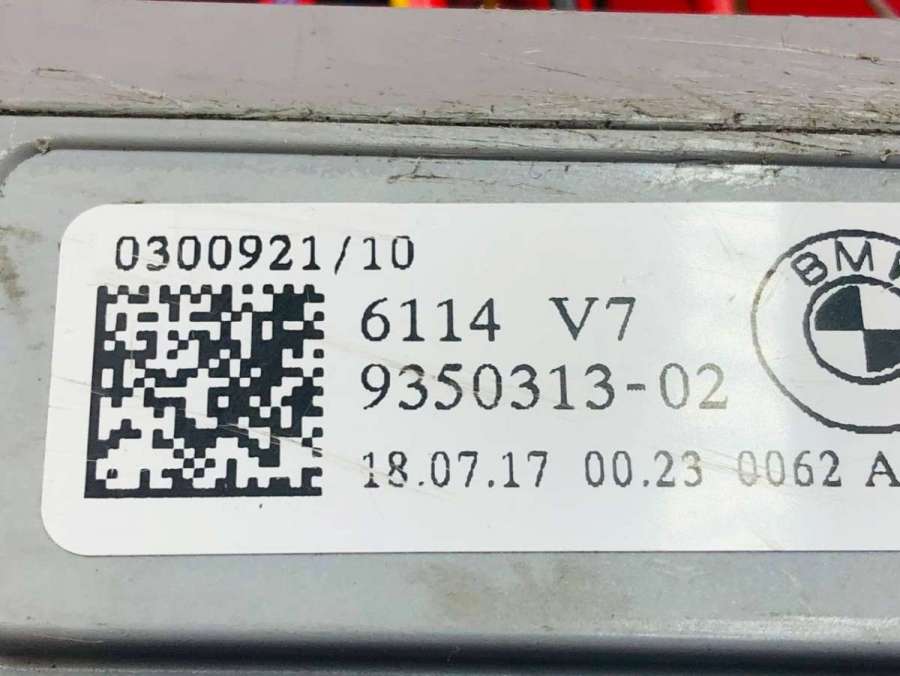 0300921/10
6114 V7
9350313-02
18.07.17 00.23 0062 A
BMW